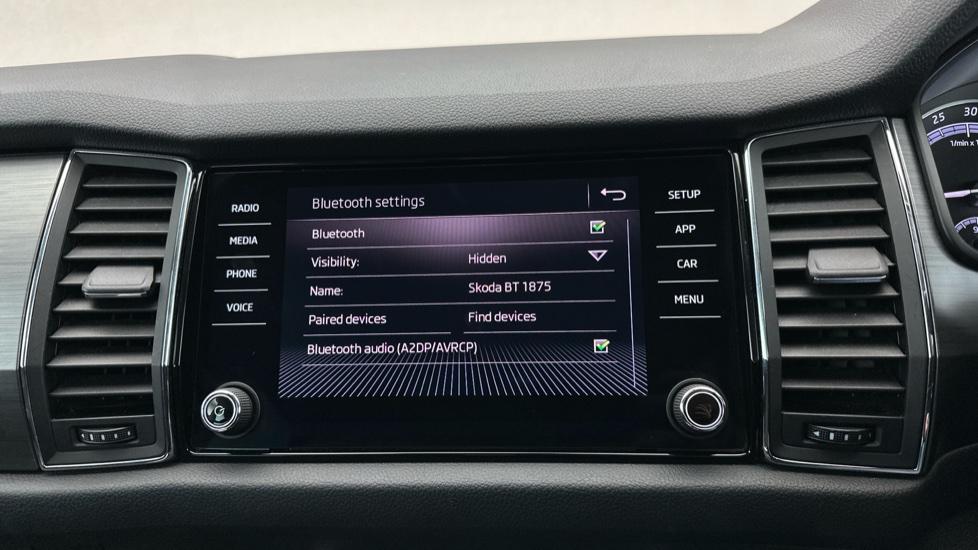 Bluetooth settings
RADIO
MEDIA
PHONE
VOICE
Bluetooth
Visibility: Hidden
Name: Skoda BT 1875
Paired devices Find devices
Bluetooth audio (A2DP/AVRCP)
SETUP
APP
CAR
MENU
25 30
1/min x 1